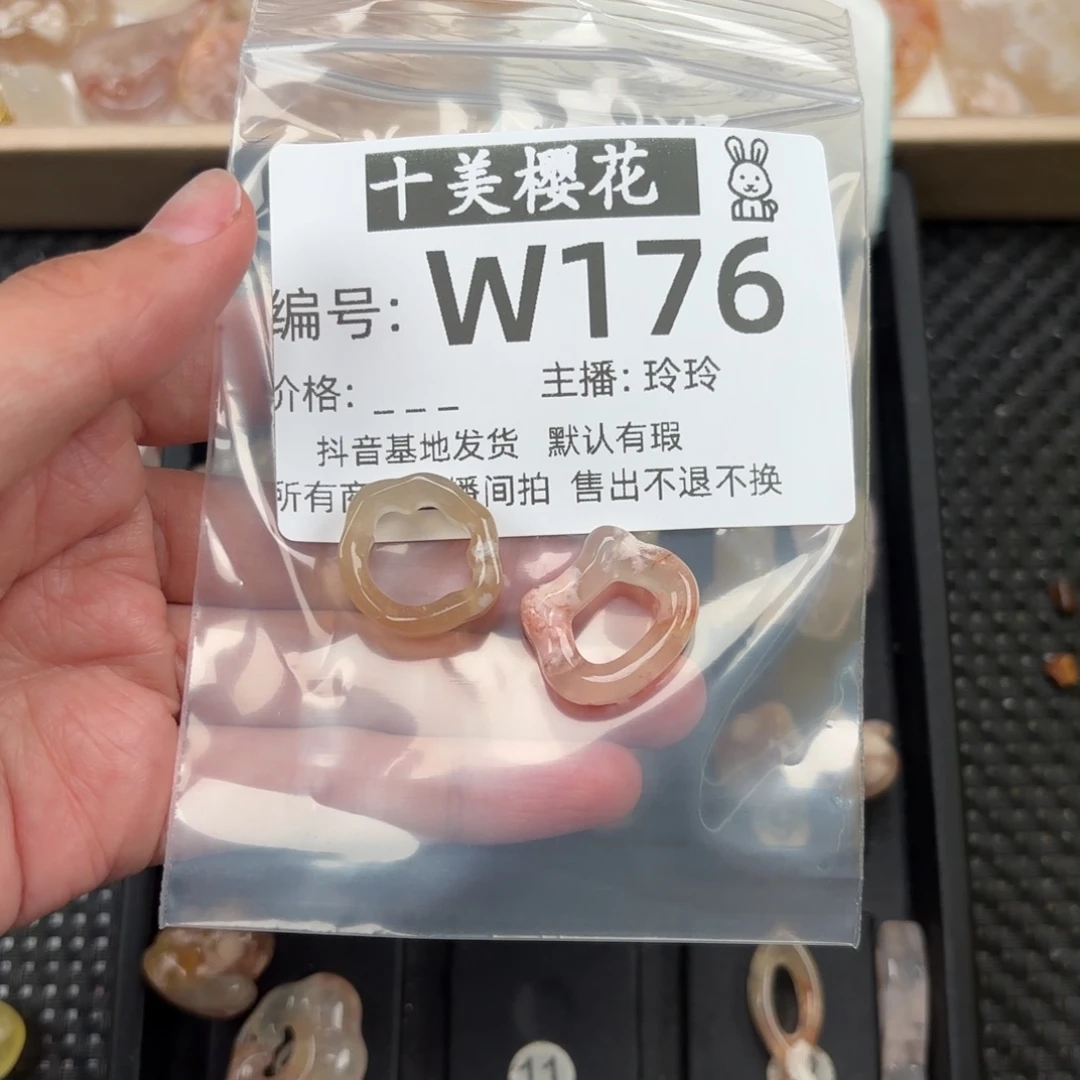 十美樱花
编号: W176
价格: _ _ _ 主播: 玲玲
抖音基地发货 默认有瑕
所有商 播间拍 售出不退不换
11